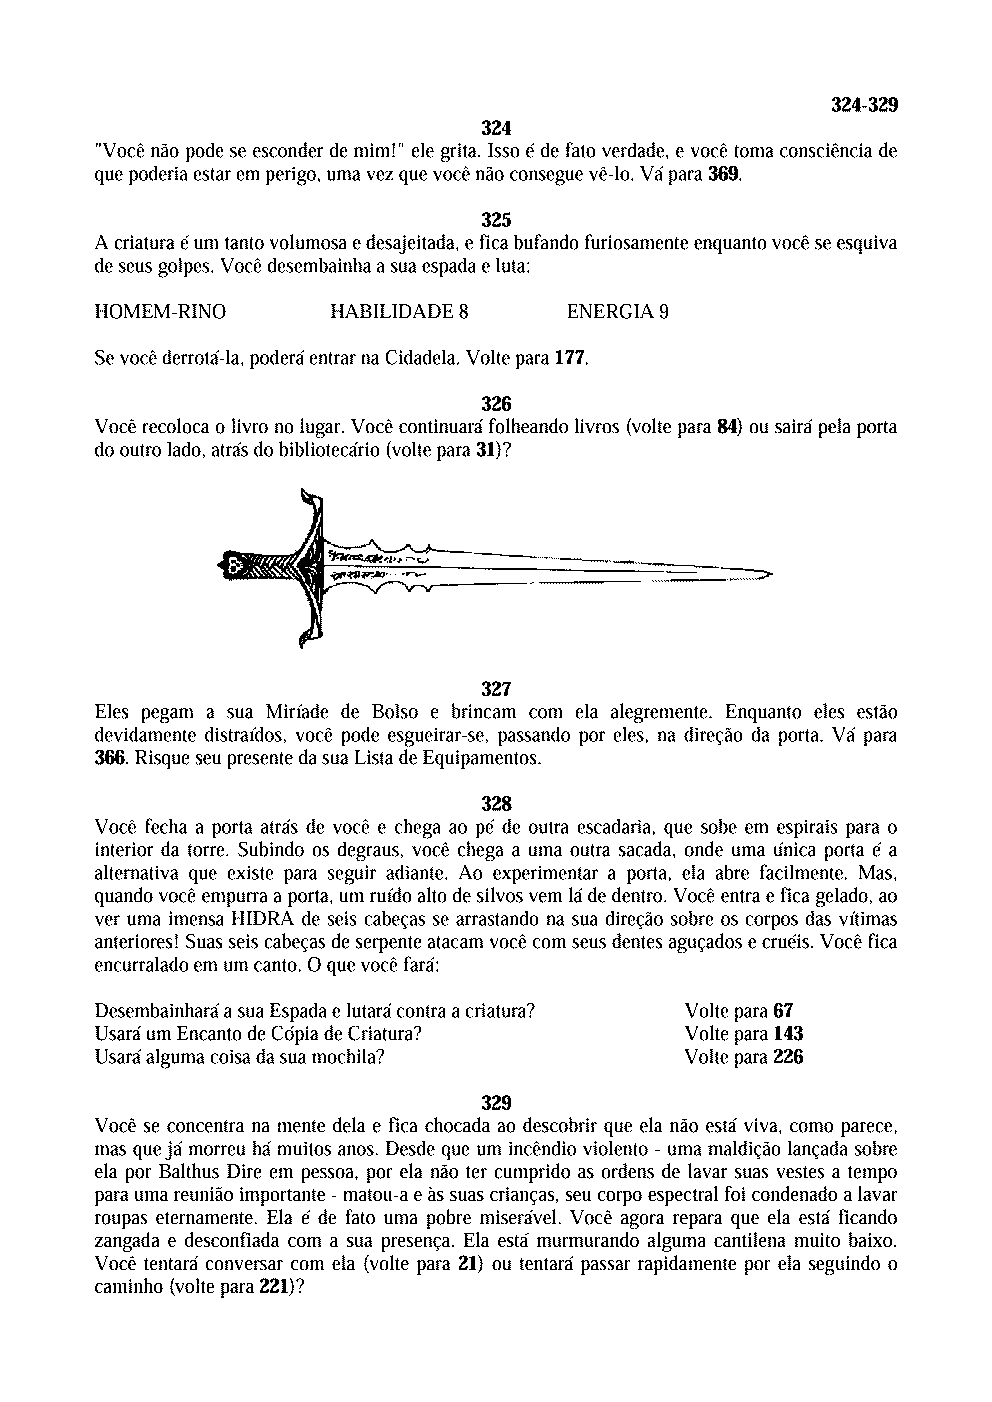 324-329
324
"Você não pode se esconder de mim!" ele grita. Isso é de fato verdade, e você toma consciência de
que poderia estar em perigo, uma vez que você não consegue vê-lo. Vá para 369.
325
A criatura é um tanto volumosa e desajeitada, e fica bufando furiosamente enquanto você se esquiva
de seus golpes. Você desembainha a sua espada e luta:
HOMEM-RINO HABILIDADE 8 ENERGIA 9
Se você derrotá-la, poderá entrar na Cidadela. Volte para 177.
326
Você recoloca o livro no lugar. Você continuará folheando livros (volte para 84) ou sairá pela porta
do outro lado, atrás do bibliotecário (volte para 31)?
327
Eles pegam a sua Miríade de Bolso e brincam com ela alegremente. Enquanto eles estão
devidamente distraídos, você pode esgueirar-se, passando por eles, na direção da porta. Vá para
366. Risque seu presente da sua Lista de Equipamentos.
328
Você fecha a porta atrás de você e chega ao pé de outra escadaria, que sobe em espirais para o
interior da torre. Subindo os degraus, você chega a uma outra sacada, onde uma única porta é a
alternativa que existe para seguir adiante. Ao experimentar a porta, ela abre facilmente. Mas,
quando você empurra a porta, um ruído alto de silvos vem lá de dentro. Você entra e fica gelado, ao
ver uma imensa HIDRA de seis cabeças se arrastando na sua direção sobre os corpos das vítimas
anteriores! Suas seis cabeças de serpente atacam você com seus dentes aguçados e cruéis. Você fica
encurralado em um canto. O que você fará:
Desembainhará a sua Espada e lutará contra a criatura? Volte para 67
Usará um Encanto de Cópia de Criatura? Volte para 143
Usará alguma coisa da sua mochila? Volte para 226
329
Você se concentra na mente dela e fica chocada ao descobrir que ela não está viva, como parece,
mas que já morreu há muitos anos. Desde que um incêndio violento - uma maldição lançada sobre
ela por Balthus Dire em pessoa, por ela não ter cumprido as ordens de lavar suas vestes a tempo
para uma reunião importante - matou-a e às suas crianças, seu corpo espectral foi condenado a lavar
roupas eternamente. Ela é de fato uma pobre miserável. Você agora repara que ela está ficando
zangada e desconfiada com a sua presença. Ela está murmurando alguma cantilena muito baixo.
Você tentará conversar com ela (volte para 21) ou tentará passar rapidamente por ela seguindo o
caminho (volte para 221)?